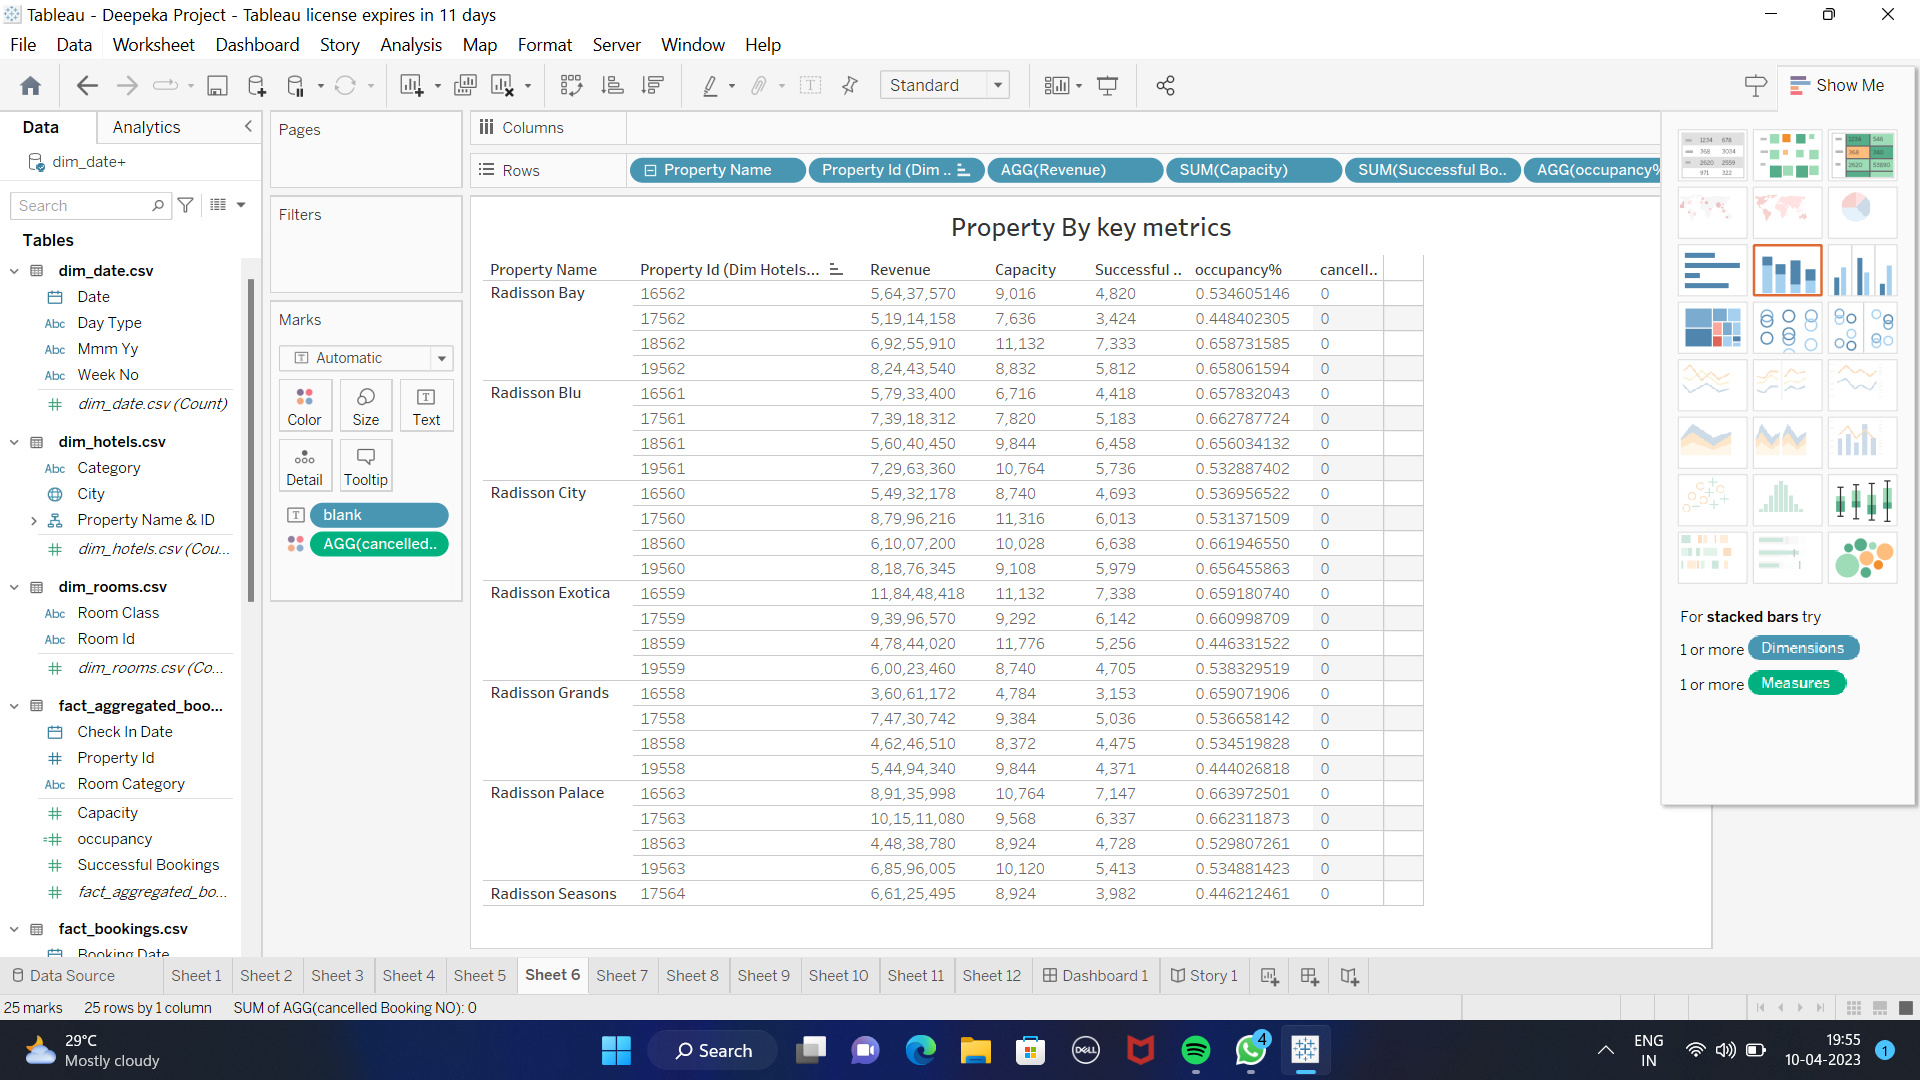 Tableau - Deepeka Project - Tableau license expires in 11 days
File Data Worksheet Dashboard Story Analysis Map Format Server Window Help
Standard
Show Me
Data Analytics
dim_date+
Search
Tables
dim_date.csv
Date
Abc Day Type
Abc Mmm Yy
Abc Week No
dim_date.csv (Count)
dim_hotels.csv
Abc Category
City
Property Name & ID
dim_hotels.csv (Cou...
dim_rooms.csv
Abc Room Class
Abc Room Id
dim_rooms.csv (Co...
fact_aggregated_boo...
Check In Date
Property Id
Abc Room Category
Capacity
occupancy
Successful Bookings
fact_aggregated_bo...
fact_bookings.csv
Booking Date
Pages
Filters
Marks
Automatic
Color Size Text
Detail Tooltip
blank
AGG(cancelled..
Columns
Rows Property Name Property Id (Dim .. AGG(Revenue) SUM(Capacity) SUM(Successful Bo.. AGG(occupancy%
Property By key metrics
Property Name Property Id (Dim Hotels... Revenue Capacity Successful .. occupancy% cancell..
Radisson Bay 16562 5,64,37,570 9,016 4,820 0.534605146 0
17562 5,19,14,158 7,636 3,424 0.448402305 0
18562 6,92,55,910 11,132 7,333 0.658731585 0
19562 8,24,43,540 8,832 5,812 0.658061594 0
Radisson Blu 16561 5,79,33,400 6,716 4,418 0.657832043 0
17561 7,39,18,312 7,820 5,183 0.662787724 0
18561 5,60,40,450 9,844 6,458 0.656034132 0
19561 7,29,63,360 10,764 5,736 0.532887402 0
Radisson City 16560 5,49,32,178 8,740 4,693 0.536956522 0
17560 8,79,96,216 11,316 6,013 0.531371509 0
18560 6,10,07,200 10,028 6,638 0.661946550 0
19560 8,18,76,345 9,108 5,979 0.656455863 0
Radisson Exotica 16559 11,84,48,418 11,132 7,338 0.659180740 0
17559 9,39,96,570 9,292 6,142 0.660998709 0
18559 4,78,44,020 11,776 5,256 0.446331522 0
19559 6,00,23,460 8,740 4,705 0.538329519 0
Radisson Grands 16558 3,60,61,172 4,784 3,153 0.659071906 0
17558 7,47,30,742 9,384 5,036 0.536658142 0
18558 4,62,46,510 8,372 4,475 0.534519828 0
19558 5,44,94,340 9,844 4,371 0.444026818 0
Radisson Palace 16563 8,91,35,998 10,764 7,147 0.663972501 0
17563 10,15,11,080 9,568 6,337 0.662311873 0
18563 4,48,38,780 8,924 4,728 0.529807261 0
19563 6,85,96,005 10,120 5,413 0.534881423 0
Radisson Seasons 17564 6,61,25,495 8,924 3,982 0.446212461 0
For stacked bars try
1 or more Dimensions
1 or more Measures
Data Source Sheet 1 Sheet 2 Sheet 3 Sheet 4 Sheet 5 Sheet 6 Sheet 7 Sheet 8 Sheet 9 Sheet 10 Sheet 11 Sheet 12 Dashboard 1 Story 1
25 marks 25 rows by 1 column SUM of AGG(cancelled Booking NO): 0
29°C
Mostly cloudy
Search
DELL
4
ENG
IN
19:55
10-04-2023
1